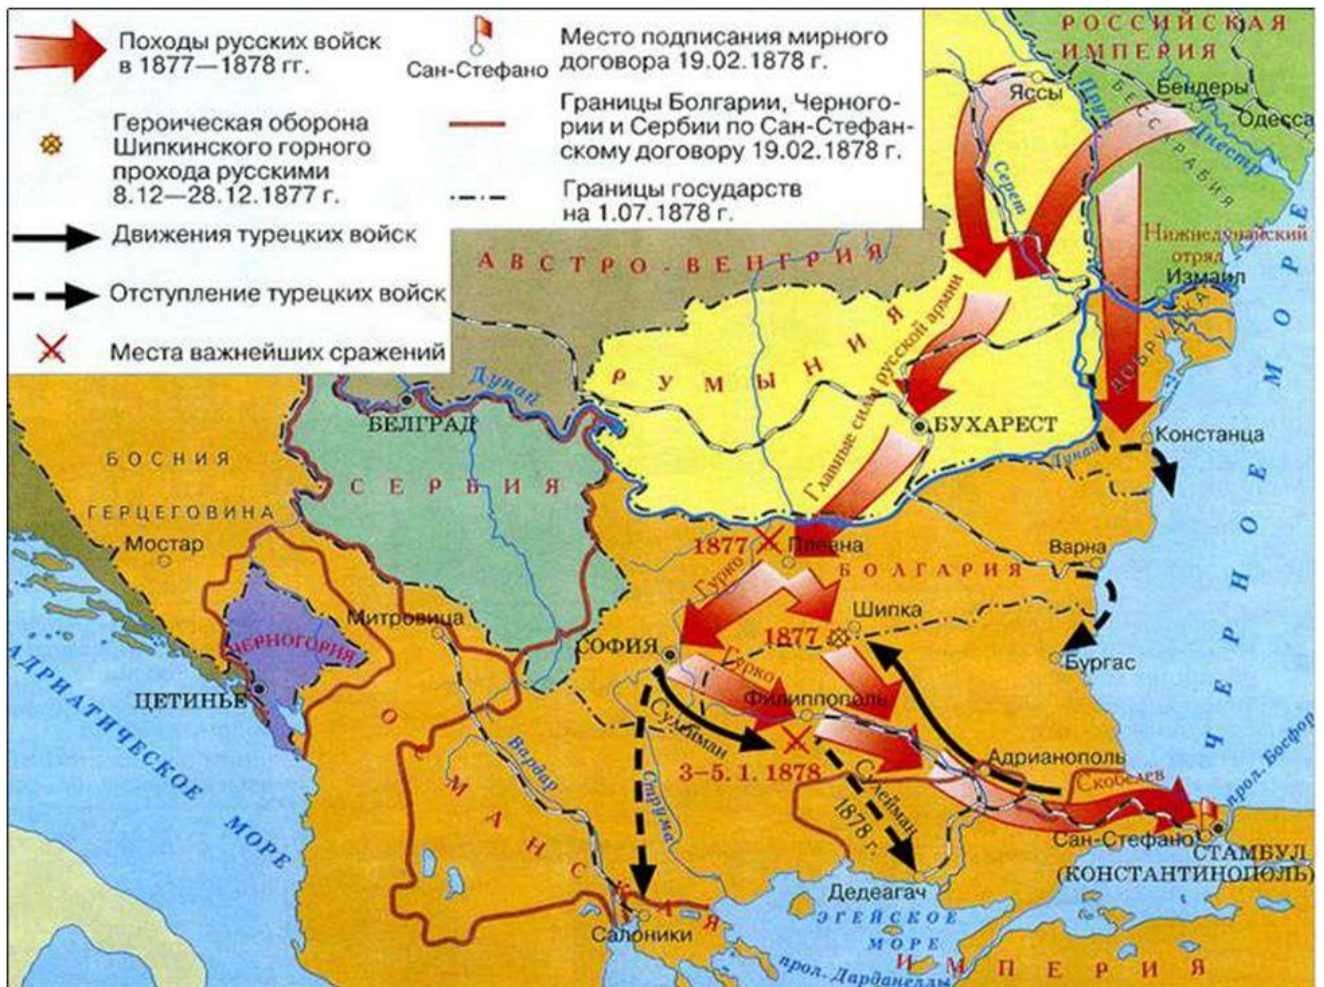 Походы русских войск
в 1877—1878 гг.
Героическая оборона
Шипкинского горного
прохода русскими
8.12—28.12.1877 г.
Движения турецких войск
Отступление турецких войск
Места важнейших сражений
Сан-Стефано
Место подписания мирного
договора 19.02.1878 г.
Границы Болгарии, Черного-
рии и Сербии по Сан-Стефан-
скому договору 19.02.1878 г.
Границы государств
на 1.07.1878 г.
РОССИЙСКАЯ
ИМПЕРИЯ
Яссы
Прут
Бендеры
БЕССАРАБИЯ
Одесса
Днестр
Серет
Нижнедунайский
отряд
Измаил
ДОБРУДЖА
АВСТРО-ВЕНГРИЯ
РУМЫНИЯ
Главные силы русской армии
Дунай
БЕЛГРАД
БУХАРЕСТ
Констанца
Дунай
БОСНИЯ
ГЕРЦЕГОВИНА
СЕРБИЯ
Мостар
1877
Плевна
Варна
Гурко
БОЛГАРИЯ
Митровица
Шипка
1877
ЧЕРНОГОРИЯ
СОФИЯ
Бургас
Гурко
ЦЕТИНЬЕ
Филиппополь
Сулейман
3–5. 1. 1878
Адрианополь
Скобелев
прол. Босфор
Вардар
Струма
Сулейман
1878 г.
Сан-Стефано
СТАМБУЛ
(КОНСТАНТИНОПОЛЬ)
Дедеагач
Салоники
ЭГЕЙСКОЕ
МОРЕ
прол. Дарданеллы
ОСМАНСКАЯ
ИМПЕРИЯ
АДРИАТИЧЕСКОЕ
МОРЕ
ЧЕРНОЕ МОРЕ